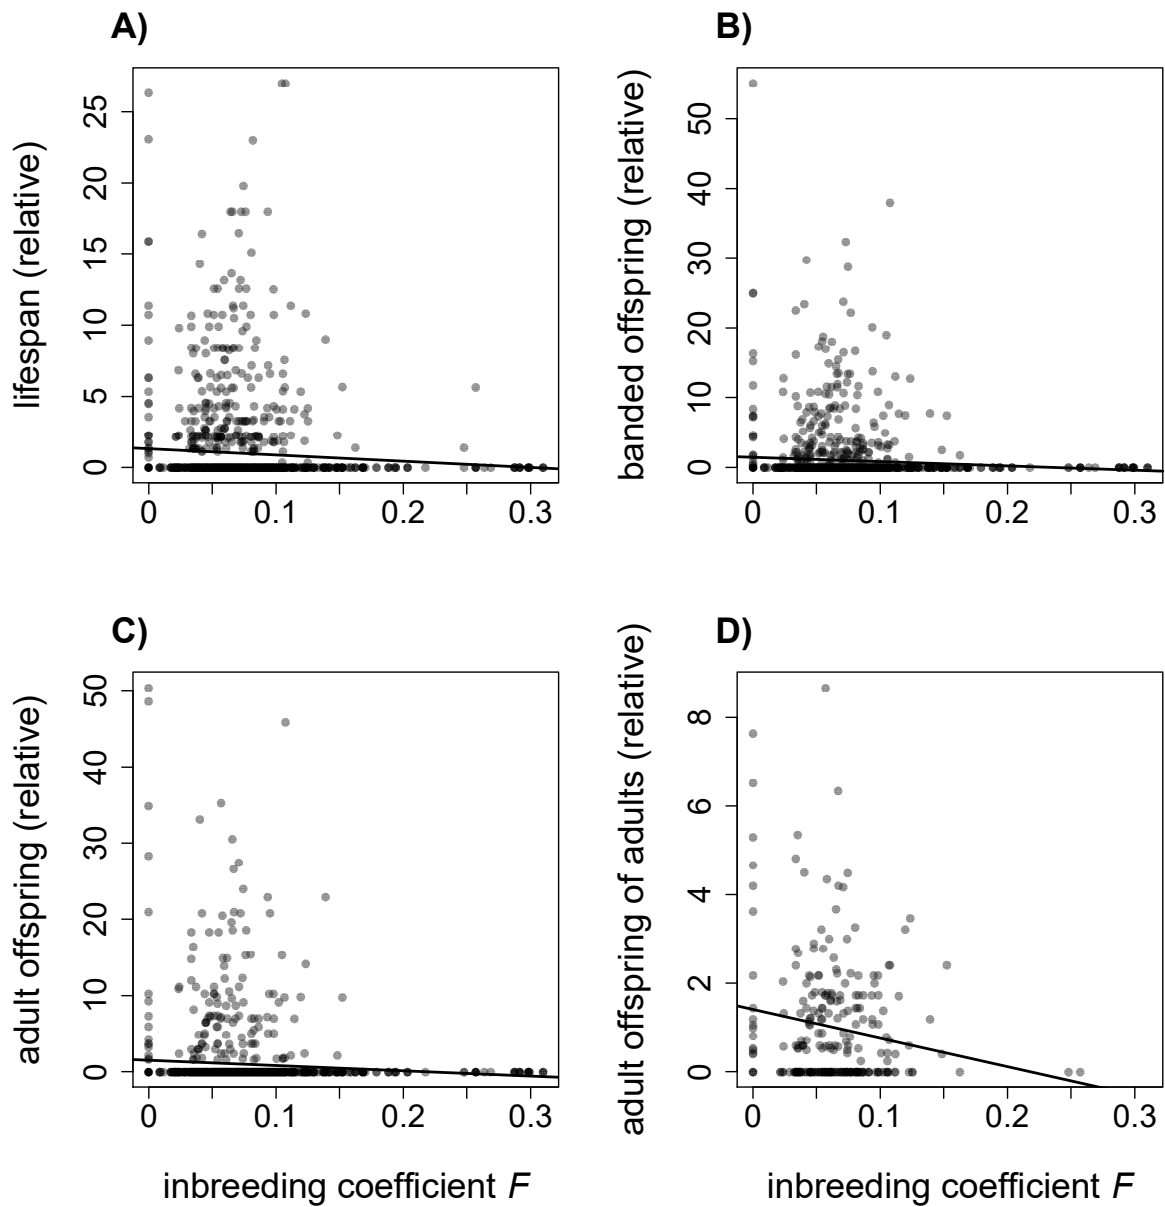 A)
lifespan (relative)
25
20
15
10
5
0
0 0.1 0.2 0.3
B)
banded offspring (relative)
50
40
30
20
10
0
0 0.1 0.2 0.3
C)
adult offspring (relative)
50
40
30
20
10
0
0 0.1 0.2 0.3
inbreeding coefficient F
D)
adult offspring of adults (relative)
8
6
4
2
0
0 0.1 0.2 0.3
inbreeding coefficient F